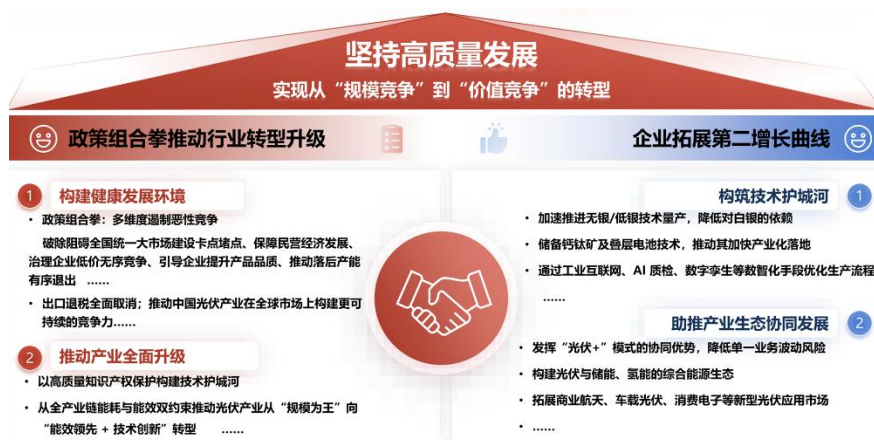 坚持高质量发展
实现从“规模竞争”到“价值竞争”的转型
政策组合拳推动行业转型升级
1 构建健康发展环境
• 政策组合拳：多维度遏制恶性竞争
破除阻碍全国统一大市场建设卡点堵点、保障民营经济发展、
治理企业低价无序竞争、引导企业提升产品品质、推动落后产能
有序退出 ……
• 出口退税全面取消；推动中国光伏产业在全球市场上构建更可
持续的竞争力……
2 推动产业全面升级
• 以高质量知识产权保护构建技术护城河
• 从全产业链能耗与能效双约束推动光伏产业从“规模为王”向
“能效领先 + 技术创新”转型 ……
企业拓展第二增长曲线
构筑技术护城河 1
• 加速推进无银/低银技术量产，降低对白银的依赖
• 储备钙钛矿及叠层电池技术，推动其加快产业化落地
• 通过工业互联网、AI 质检、数字孪生等数智化手段优化生产流程
……
助推产业生态协同发展 2
• 发挥“光伏+”模式的协同优势，降低单一业务波动风险
• 构建光伏与储能、氢能的综合能源生态
• 拓展商业航天、车载光伏、消费电子等新型光伏应用市场
• ……